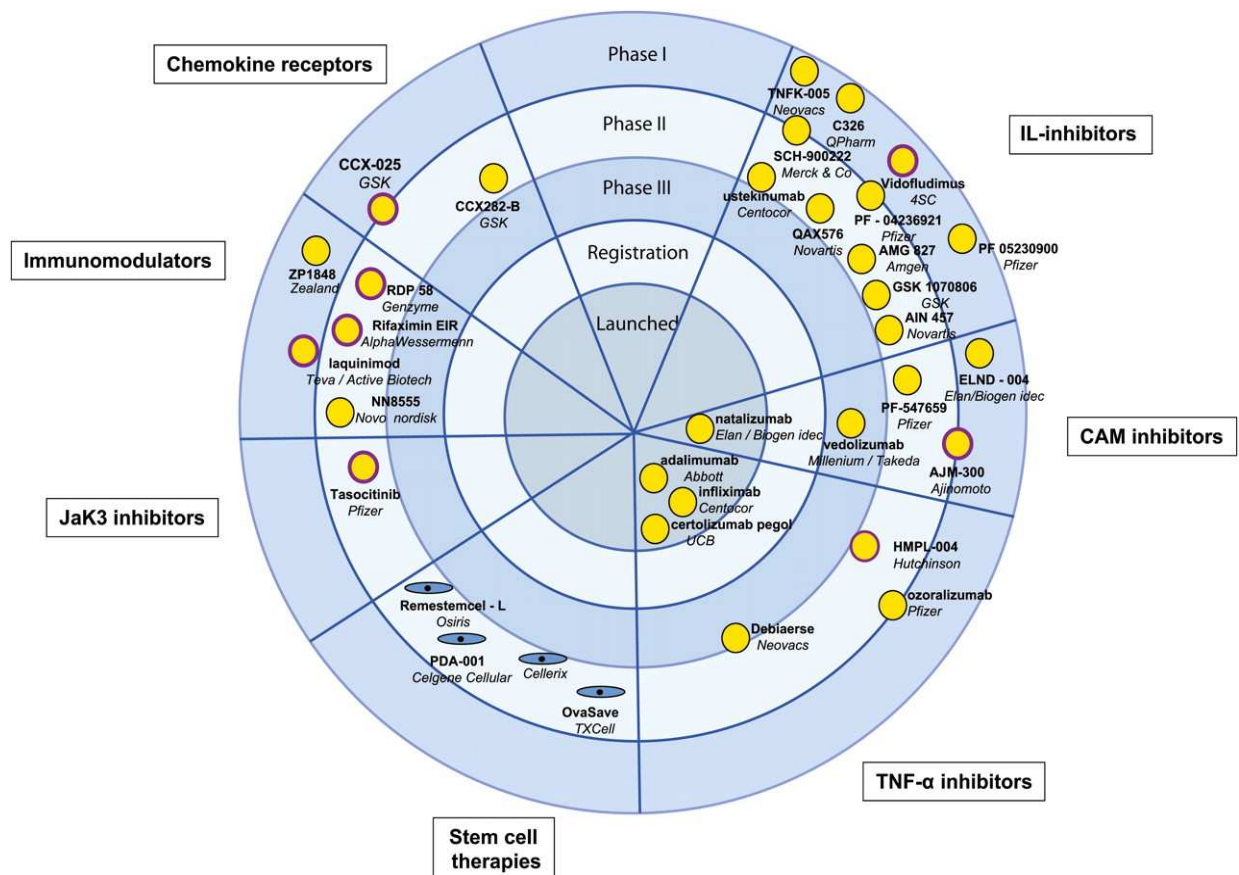 Chemokine receptors
Phase I
Phase II
Phase III
Registration
Launched
CCX-025
GSK
CCX282-B
GSK
IL-inhibitors
TNFK-005
Neovacs
C326
QPharm
SCH-900222
Merck & Co
Vidofludimus
4SC
ustekinumab
Centocor
PF - 04236921
Pfizer
QAX576
Novartis
AMG 827
Amgen
PF 05230900
Pfizer
GSK 1070806
GSK
AIN 457
Novartis
Immunomodulators
ZP1848
Zealand
RDP 58
Genzyme
Rifaximin EIR
AlphaWessermenn
laquinimod
Teva / Active Biotech
NN8555
Novo nordisk
CAM inhibitors
ELND - 004
Elan/Biogen idec
PF-547659
Pfizer
natalizumab
Elan / Biogen idec
vedolizumab
Millenium / Takeda
AJM-300
Ajinomoto
JaK3 inhibitors
Tasocitinib
Pfizer
adalimumab
Abbott
infliximab
Centocor
certolizumab pegol
UCB
HMPL-004
Hutchinson
ozoralizumab
Pfizer
Debiaerse
Neovacs
TNF-α inhibitors
Remestemcel - L
Osiris
PDA-001
Celgene Cellular
Cellerix
OvaSave
TXCell
Stem cell
therapies